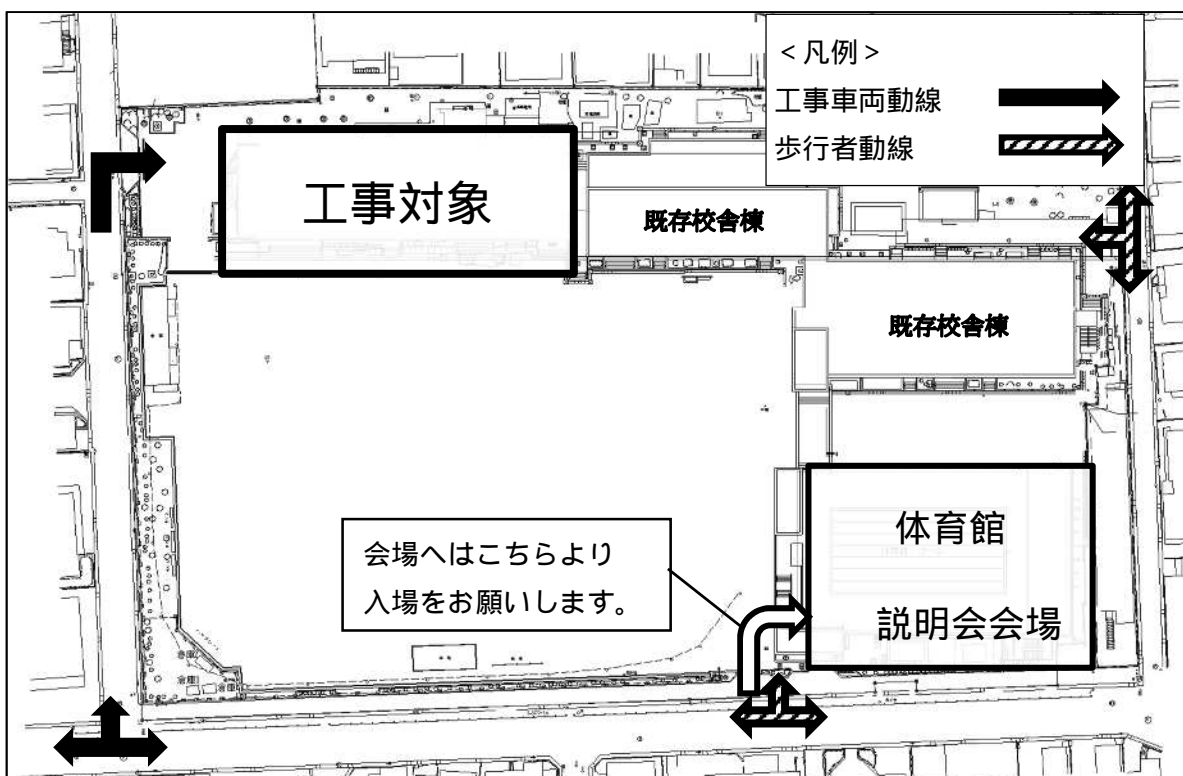 <凡例>
工事車両動線
歩行者動線
工事対象
既存校舎棟
既存校舎棟
会場へはこちらより
入場をお願いします。
体育館
説明会会場